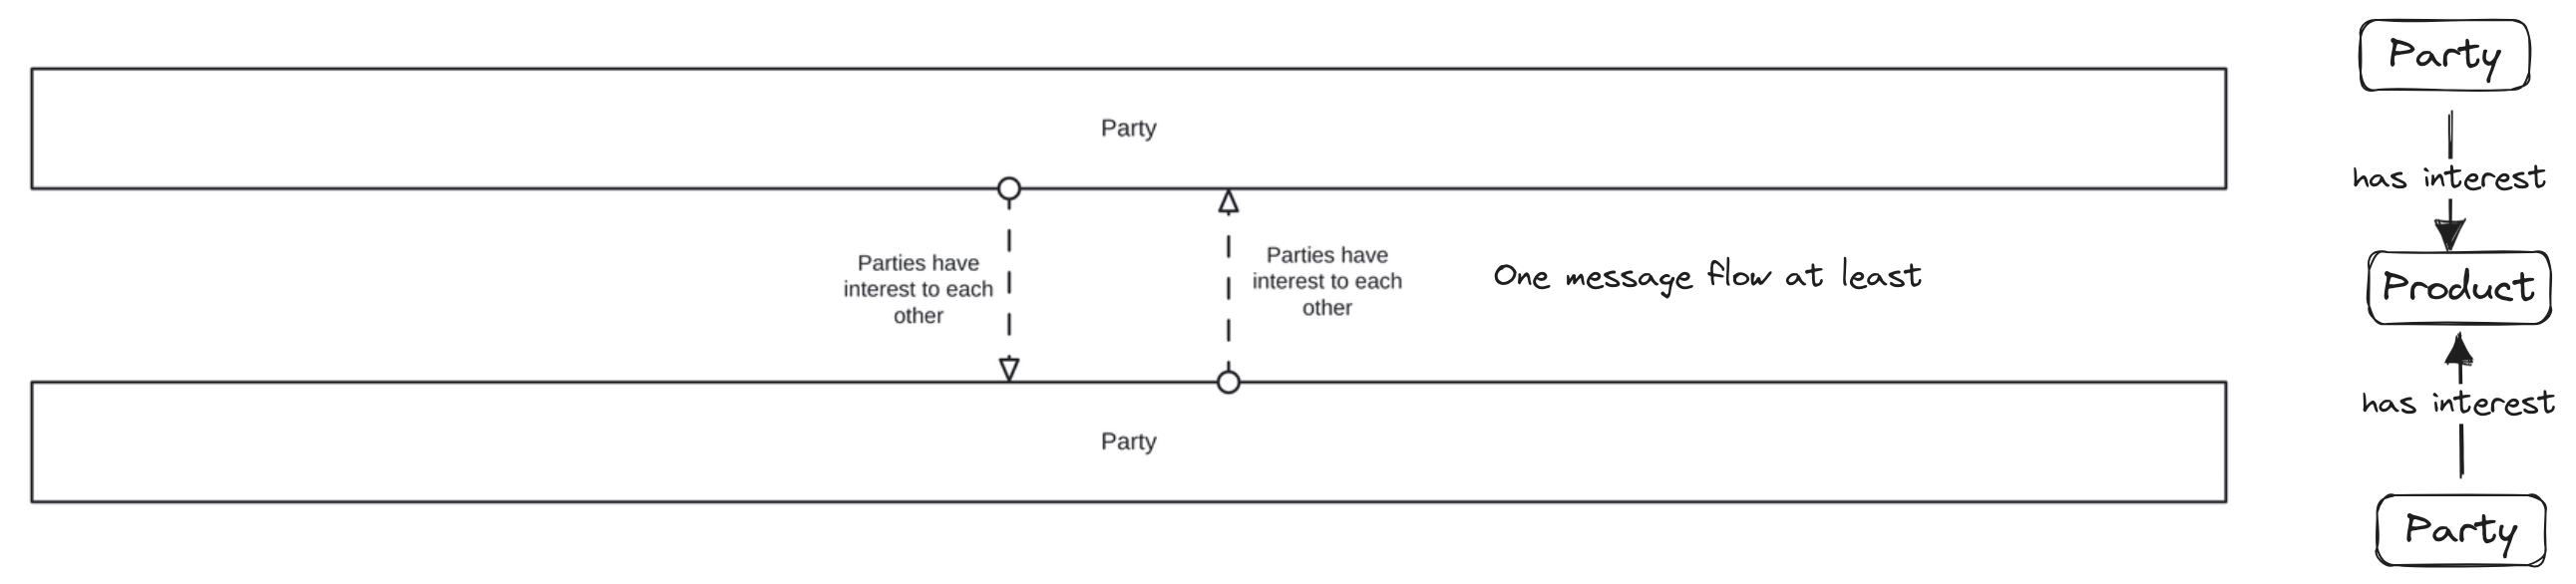 Party
Parties have
interest to each
other
Parties have
interest to each
other
One message flow at least
Party
Party
has interest
Product
has interest
Party